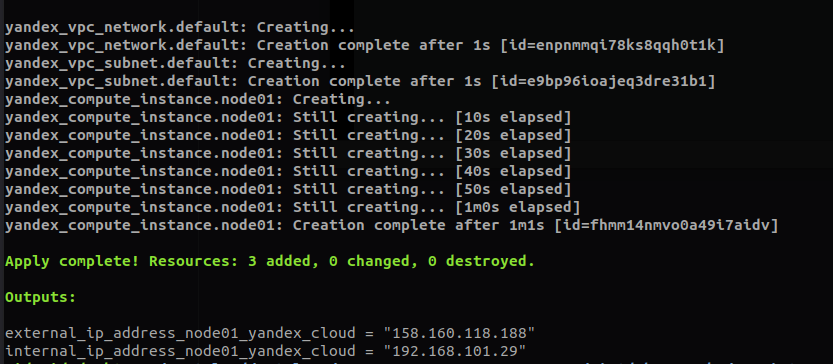 yandex_vpc_network.default: Creating...
yandex_vpc_network.default: Creation complete after 1s [id=enpnmmqi78ks8qqh0t1k]
yandex_vpc_subnet.default: Creating...
yandex_vpc_subnet.default: Creation complete after 1s [id=e9bp96ioajeq3dre31b1]
yandex_compute_instance.node01: Creating...
yandex_compute_instance.node01: Still creating... [10s elapsed]
yandex_compute_instance.node01: Still creating... [20s elapsed]
yandex_compute_instance.node01: Still creating... [30s elapsed]
yandex_compute_instance.node01: Still creating... [40s elapsed]
yandex_compute_instance.node01: Still creating... [50s elapsed]
yandex_compute_instance.node01: Still creating... [1m0s elapsed]
yandex_compute_instance.node01: Creation complete after 1m1s [id=fhmm14nmvo0a49i7aidv]
Apply complete! Resources: 3 added, 0 changed, 0 destroyed.
Outputs:
external_ip_address_node01_yandex_cloud = "158.160.118.188"
internal_ip_address_node01_yandex_cloud = "192.168.101.29"